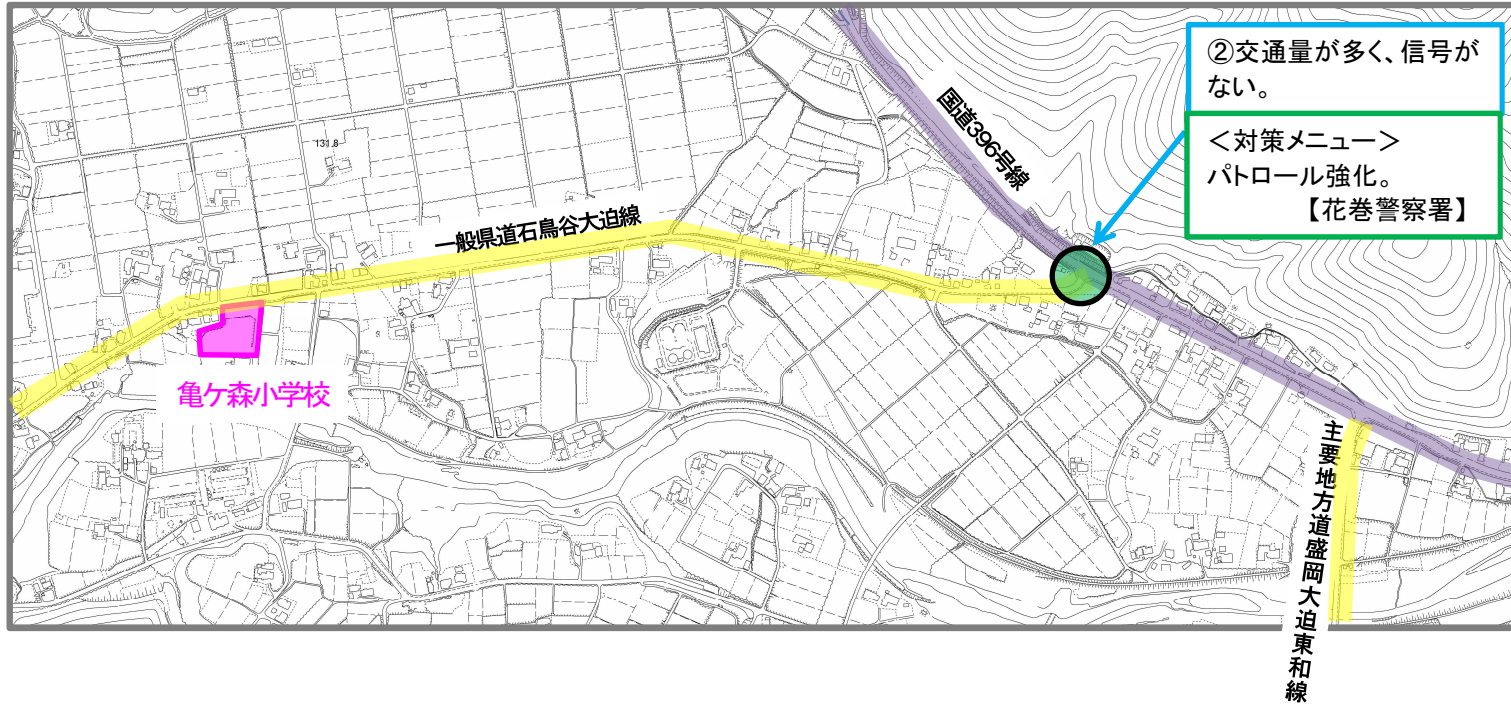 ②交通量が多く、信号が
ない。
＜対策メニュー＞
パトロール強化。
【花巻警察署】
国道396号線
131.8
一般県道石鳥谷大迫線
亀ケ森小学校
主要地方道盛岡大迫東和線